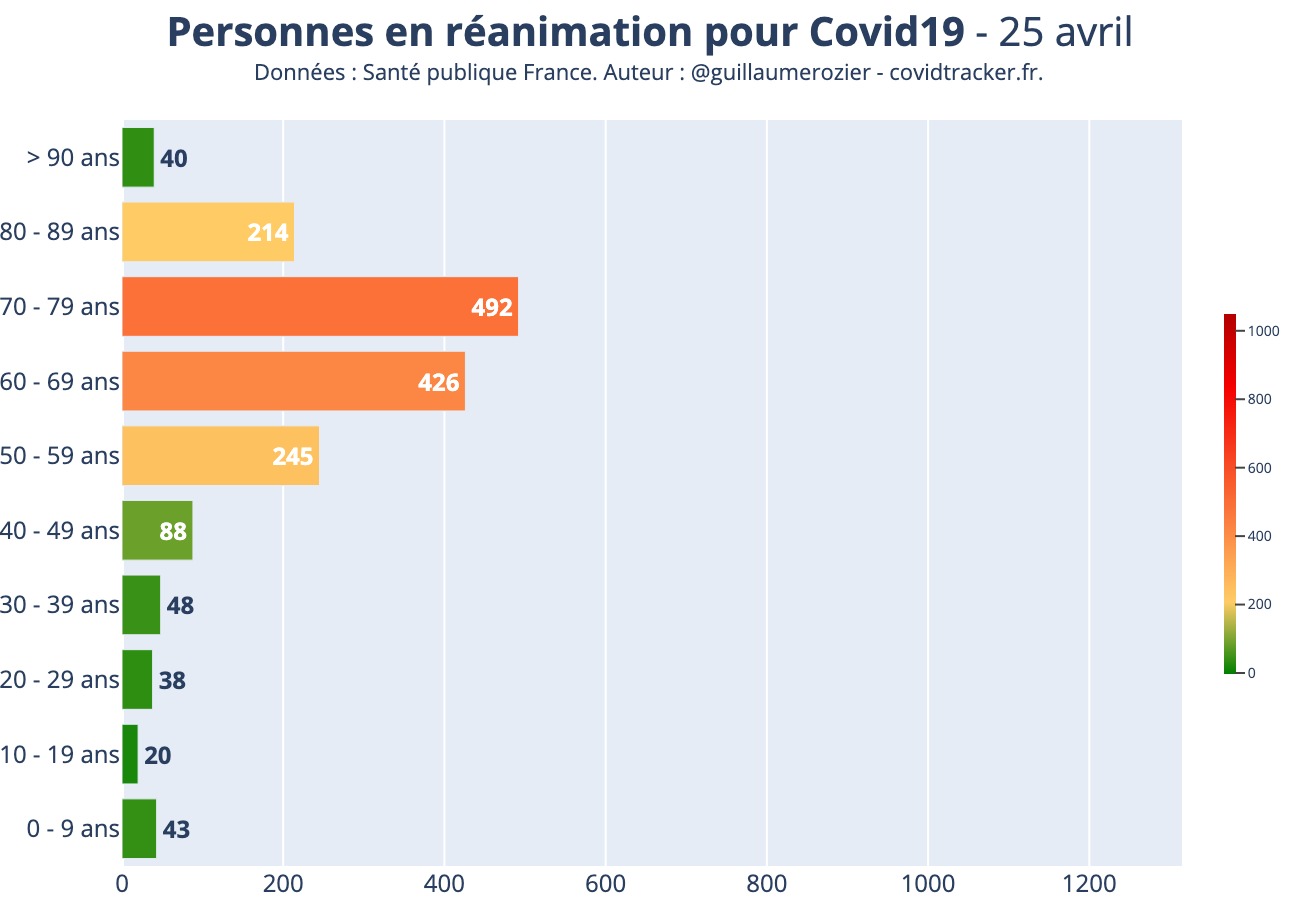 Personnes en réanimation pour Covid19 - 25 avril
Données : Santé publique France. Auteur : @guillaumerozier - covidtracker.fr.
> 90 ans 40
80 - 89 ans 214
70 - 79 ans 492
60 - 69 ans 426
50 - 59 ans 245
40 - 49 ans 88
30 - 39 ans 48
20 - 29 ans 38
10 - 19 ans 20
0 - 9 ans 43
0 200 400 600 800 1000 1200
1000
800
600
400
200
0